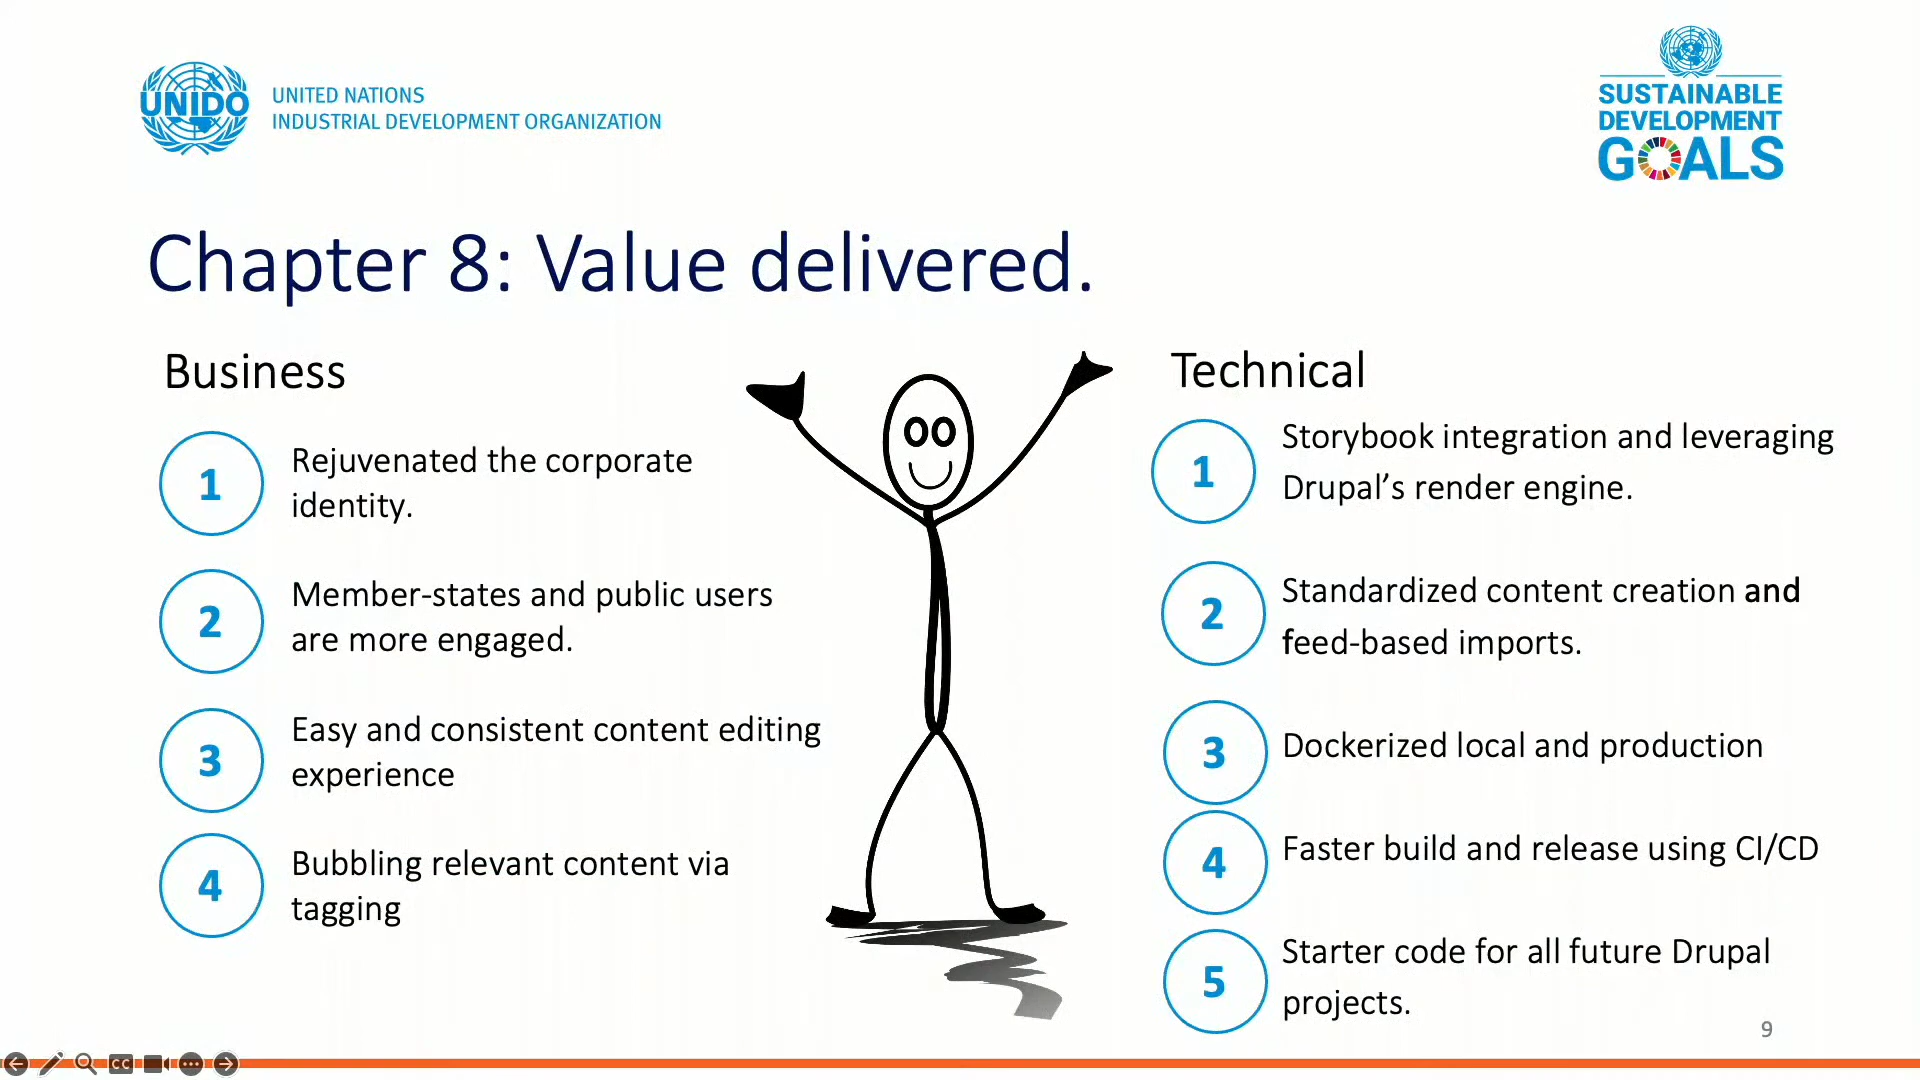 UNIDO
UNITED NATIONS
INDUSTRIAL DEVELOPMENT ORGANIZATION
SUSTAINABLE
DEVELOPMENT
GOALS
Chapter 8: Value delivered.
Business
1
Rejuvenated the corporate
identity.
2
Member-states and public users
are more engaged.
3
Easy and consistent content editing
experience
4
Bubbling relevant content via
tagging
Technical
1
Storybook integration and leveraging
Drupal’s render engine.
2
Standardized content creation and
feed-based imports.
3
Dockerized local and production
4
Faster build and release using CI/CD
5
Starter code for all future Drupal
projects.
9
CC